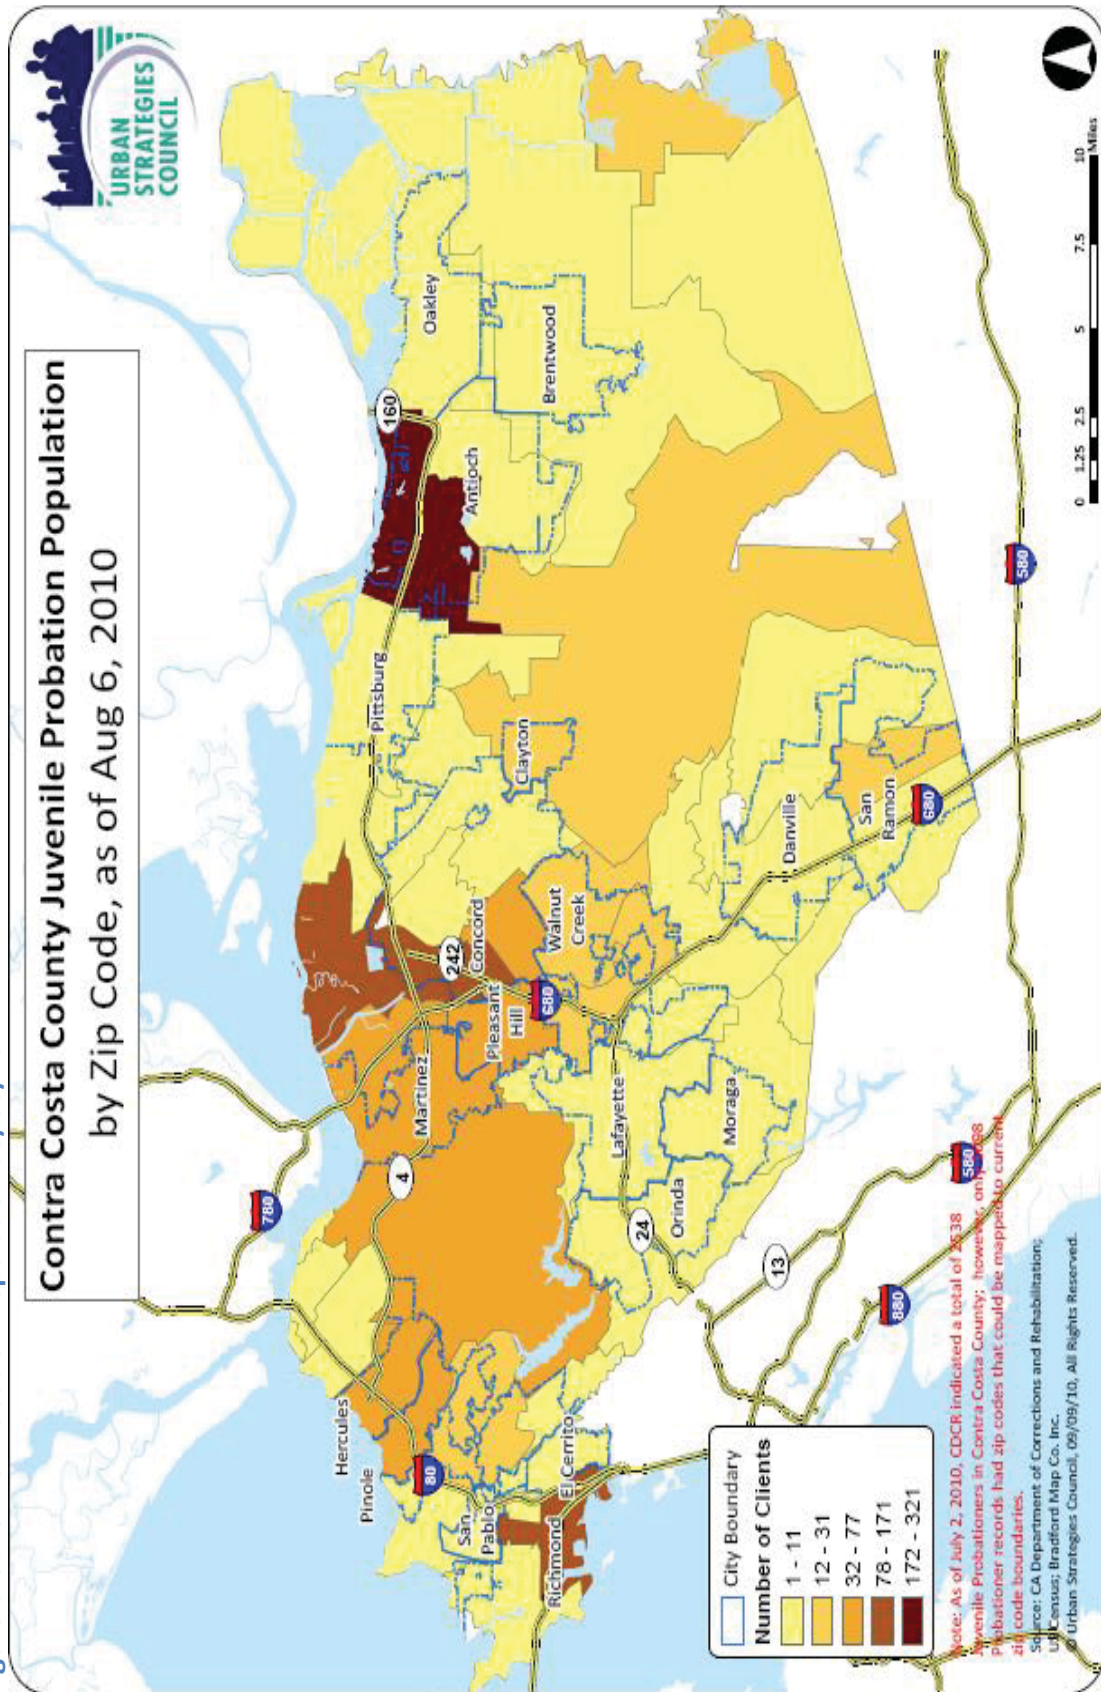 Contra Costa County Juvenile Probation Population
by Zip Code, as of Aug 6, 2010
URBAN
STRATEGIES
COUNCIL
780
4
80
160
242
680
24
13
580
880
680
580
Hercules
Pinole
San
Pablo
Richmond
El Cerrito
Martinez
Pleasant
Hill
Concord
Walnut
Creek
Clayton
Pittsburg
Antioch
Oakley
Brentwood
Lafayette
Moraga
Orinda
Danville
San
Ramon
City Boundary
Number of Clients
1 - 11
12 - 31
32 - 77
78 - 171
172 - 321
Note: As of July 2, 2010, CDCR indicated a total of 2538
Juvenile Probationers in Contra Costa County; however, only
Probationer records had zip codes that could be mapped to current
zip code boundaries.
Source: CA Department of Corrections and Rehabilitation;
US Census; Bradford Map Co. Inc.
© Urban Strategies Council, 09/09/10, All Rights Reserved.
0 1.25 2.5 5 7.5 10
Miles